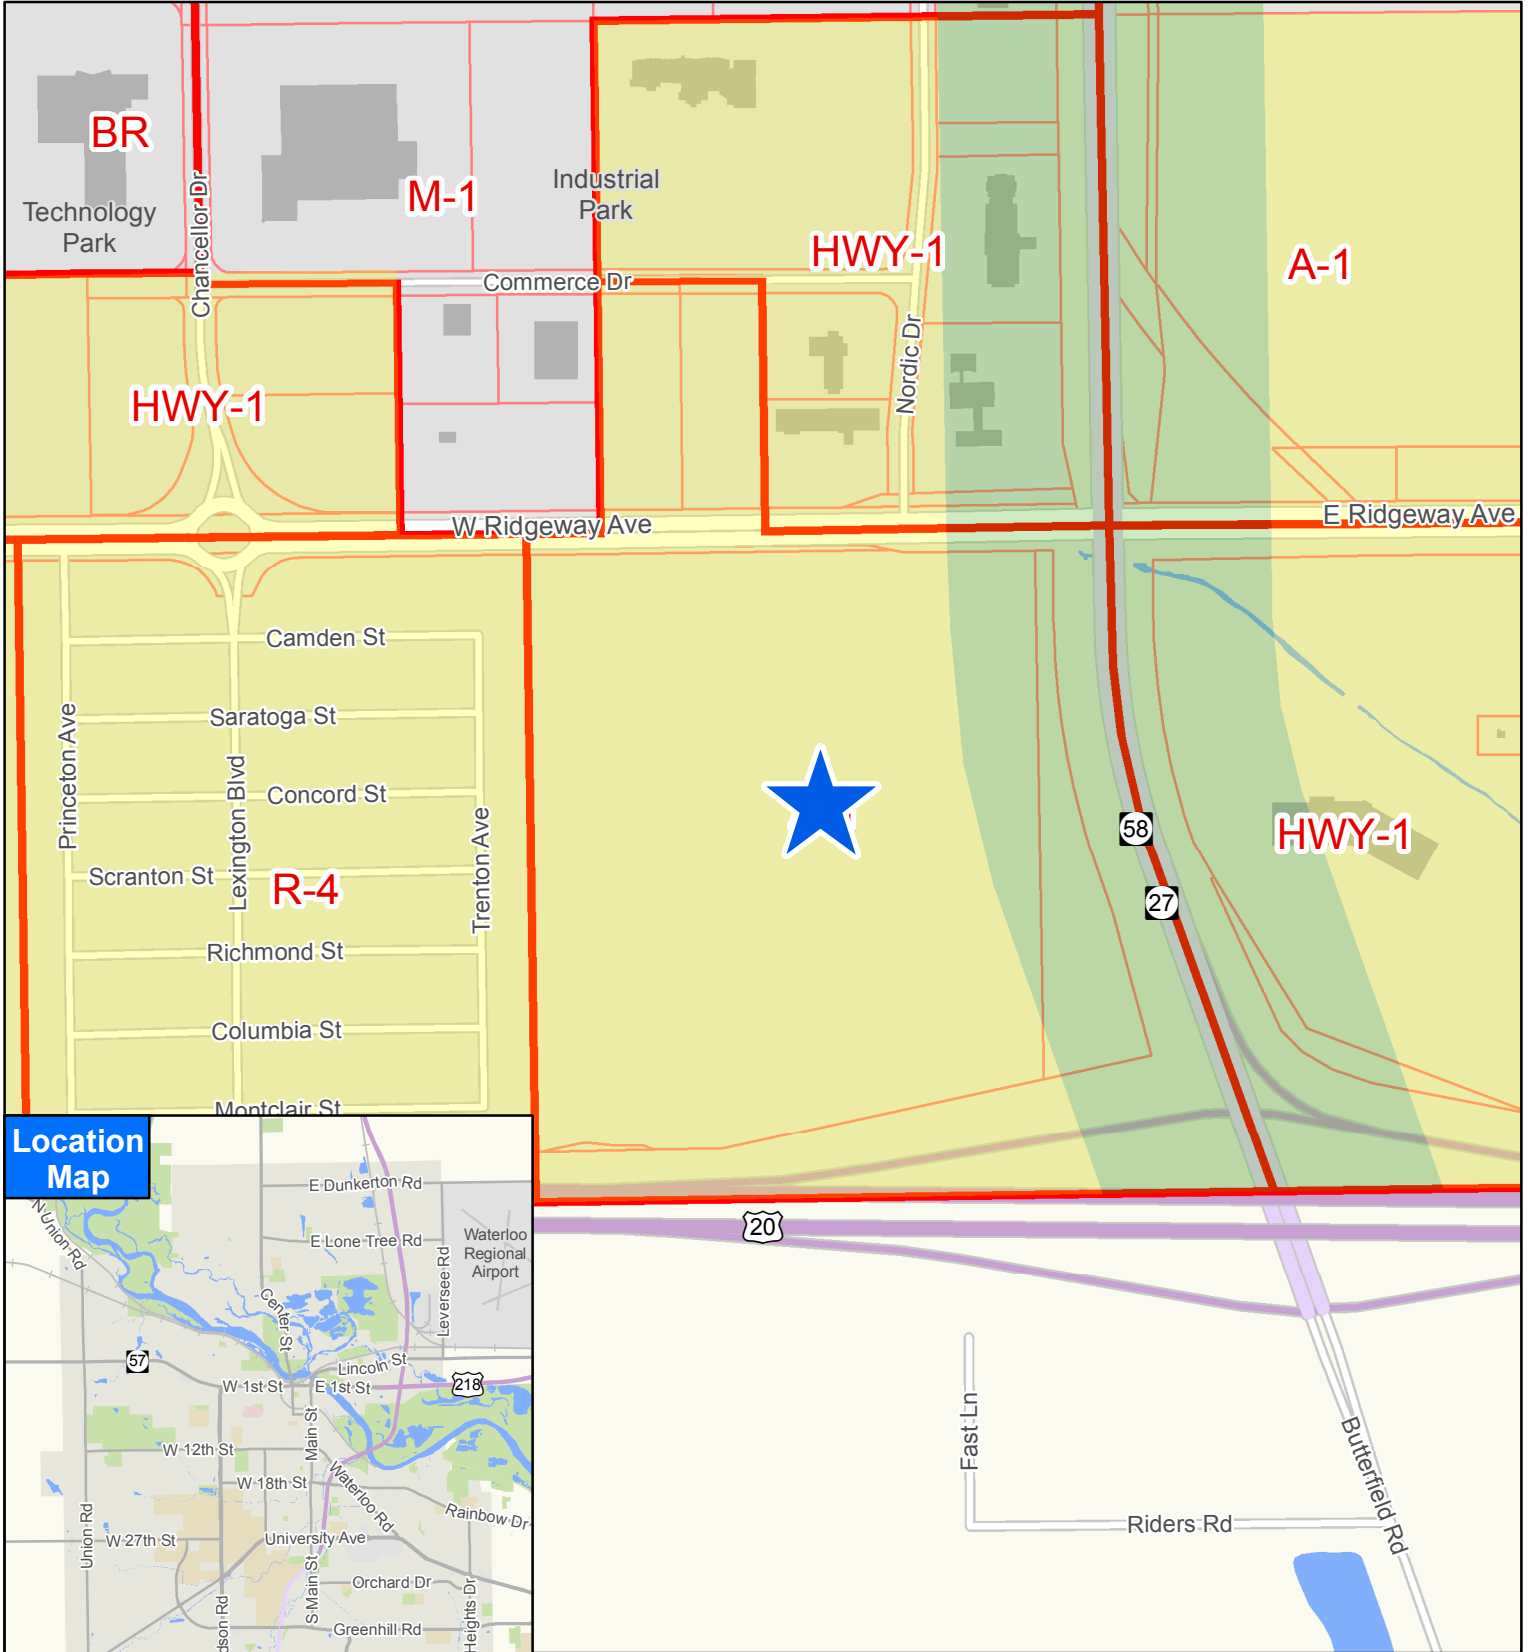 BR
Technology
Park
Chancellor Dr
M-1
Industrial
Park
Commerce Dr
HWY-1
A-1
Nordic Dr
HWY-1
W Ridgeway Ave
E Ridgeway Ave
Camden St
Saratoga St
Princeton Ave
Lexington Blvd
Concord St
Trenton Ave
Scranton St
R-4
Richmond St
Columbia St
Montclair St
58
27
HWY-1
20
Fast Ln
Riders Rd
Butterfield Rd
Location
Map
N Union Rd
E Dunkerton Rd
E Lone Tree Rd
Leversee Rd
Waterloo
Regional
Airport
Center St
57
Lincoln St
W 1st St
E 1st St
218
Main St
W 12th St
W 18th St
Waterloo Rd
Rainbow Dr
Union Rd
W 27th St
University Ave
S Main St
Orchard Dr
Greenhill Rd